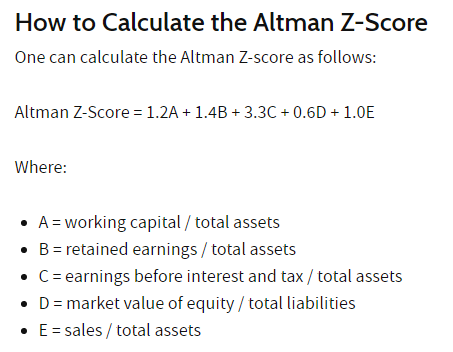 How to Calculate the Altman Z-Score
One can calculate the Altman Z-score as follows:
Altman Z-Score = 1.2A + 1.4B + 3.3C + 0.6D + 1.0E
Where:
• A = working capital / total assets
• B = retained earnings / total assets
• C = earnings before interest and tax / total assets
• D = market value of equity / total liabilities
• E = sales / total assets